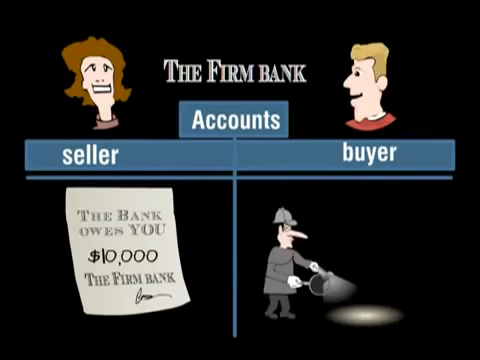 THE FIRM BANK
Accounts
seller
buyer
THE BANK
OWES YOU
$10,000
THE FIRM BANK